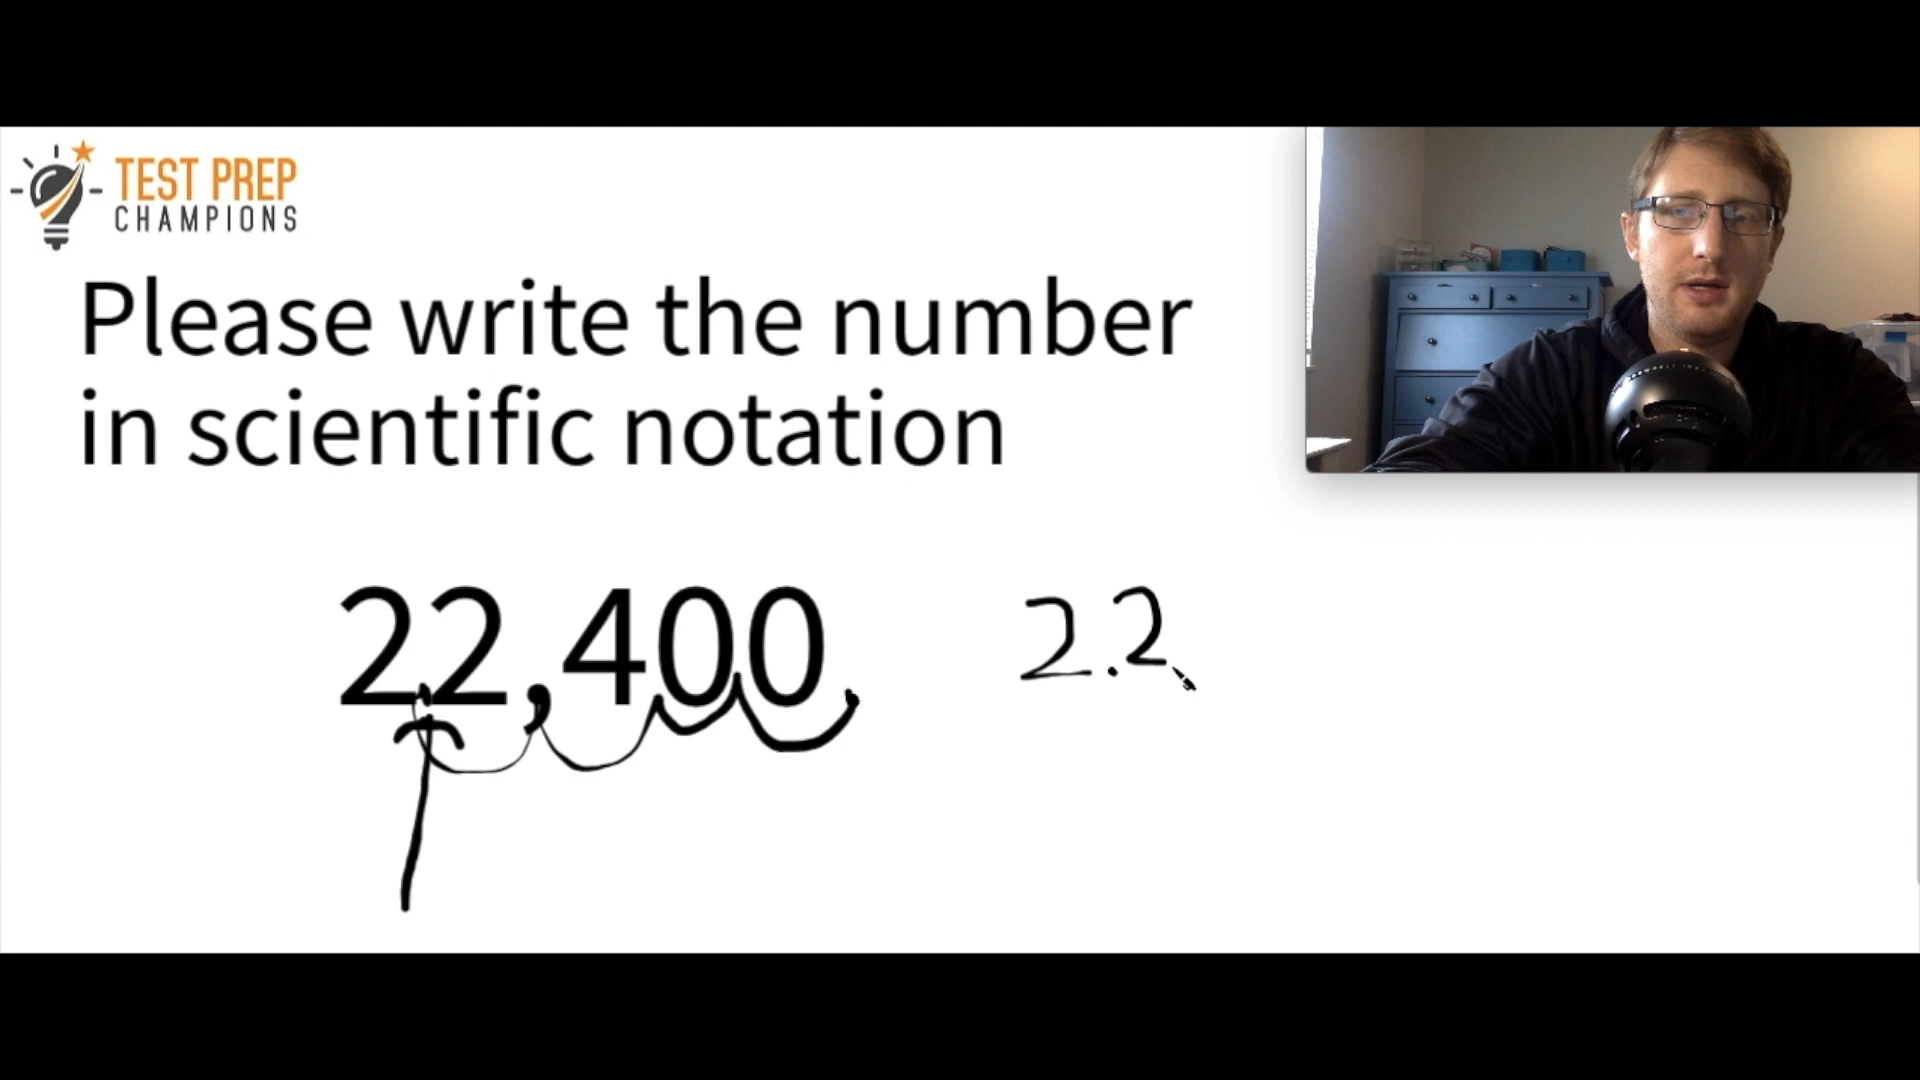 TEST PREP
CHAMPIONS
Please write the number
in scientific notation
22,400.
2.2